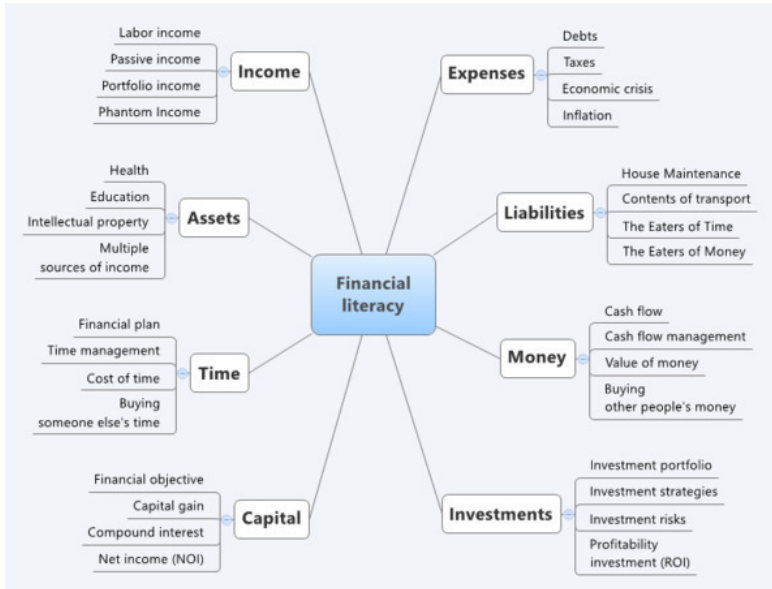 Financial
literacy
Income
Labor income
Passive income
Portfolio income
Phantom Income
Assets
Health
Education
Intellectual property
Multiple
sources of income
Time
Financial plan
Time management
Cost of time
Buying
someone else's time
Capital
Financial objective
Capital gain
Compound interest
Net income (NOI)
Expenses
Debts
Taxes
Economic crisis
Inflation
Liabilities
House Maintenance
Contents of transport
The Eaters of Time
The Eaters of Money
Money
Cash flow
Cash flow management
Value of money
Buying
other people's money
Investments
Investment portfolio
Investment strategies
Investment risks
Profitability
investment (ROI)